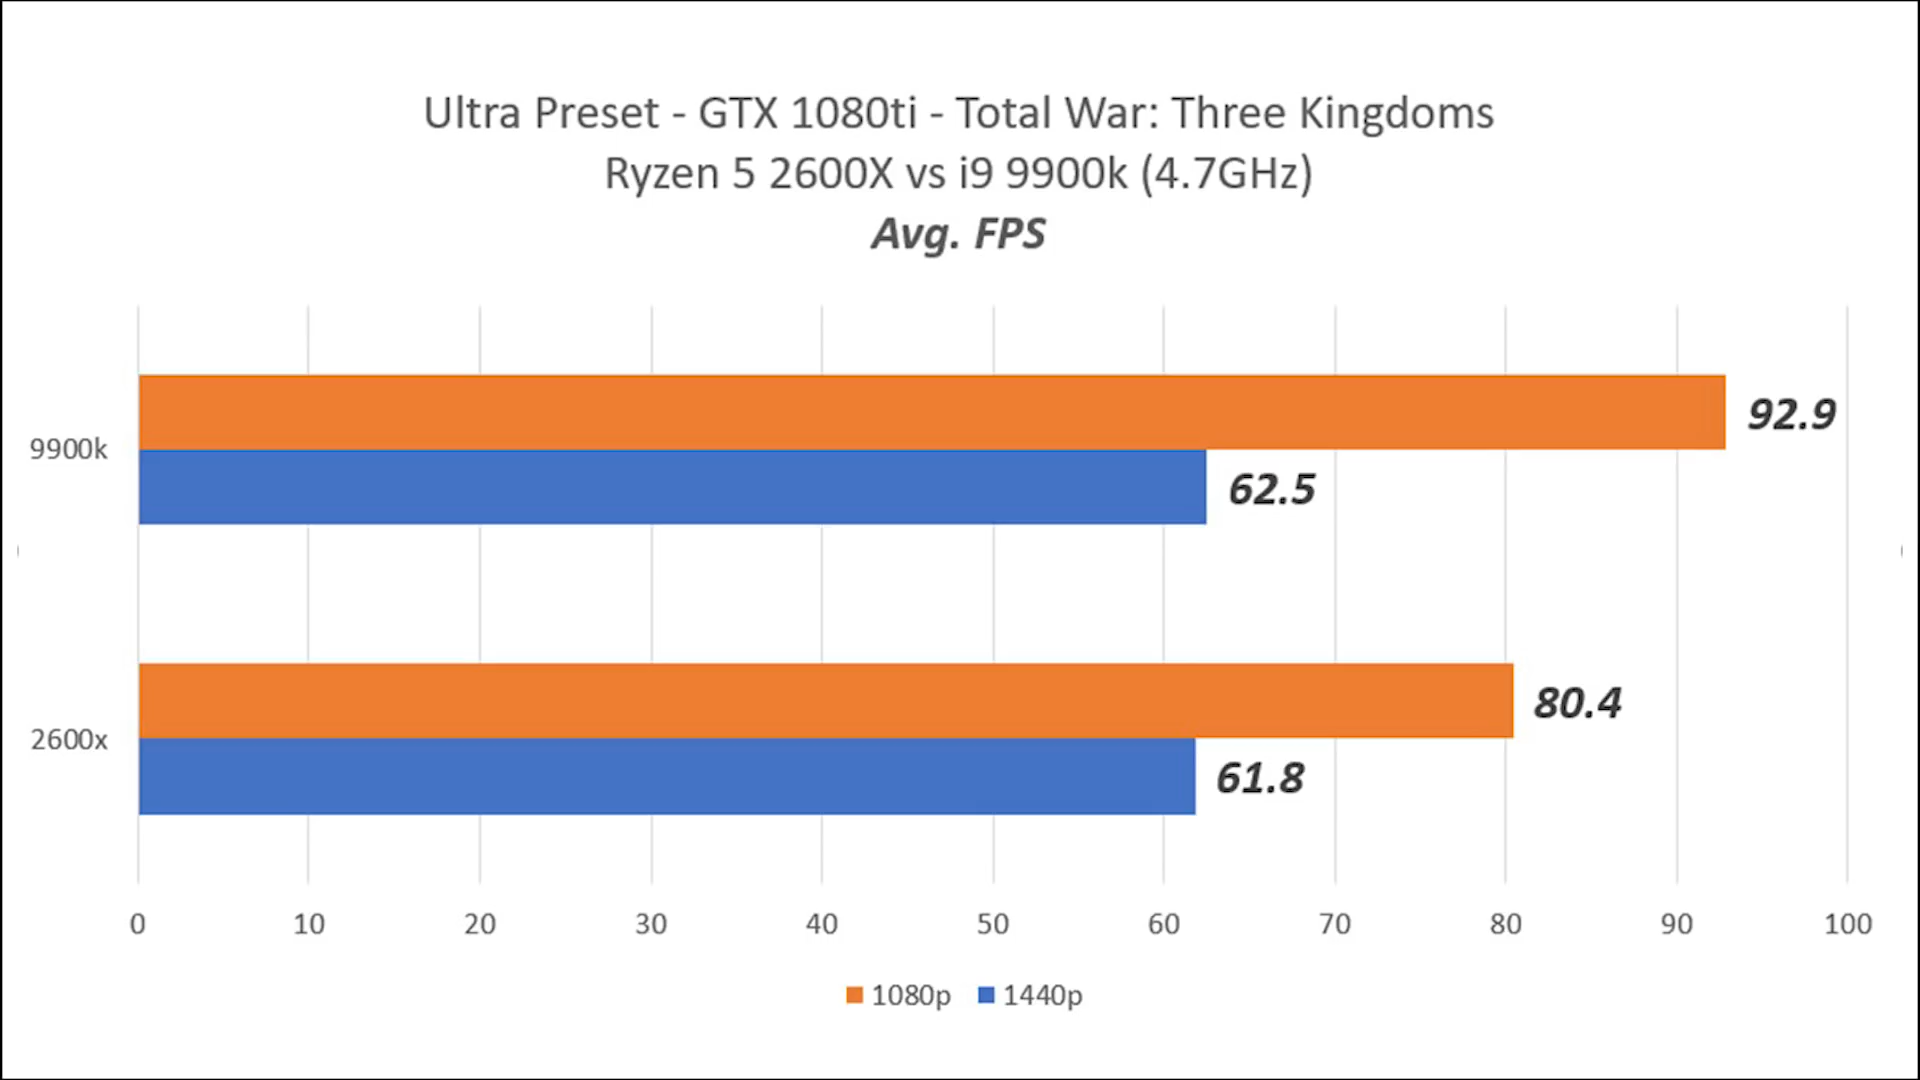 Ultra Preset - GTX 1080ti - Total War: Three Kingdoms
Ryzen 5 2600X vs i9 9900k (4.7GHz)
Avg. FPS
92.9
9900k
62.5
80.4
2600x
61.8
0 10 20 30 40 50 60 70 80 90 100
1080p 1440p